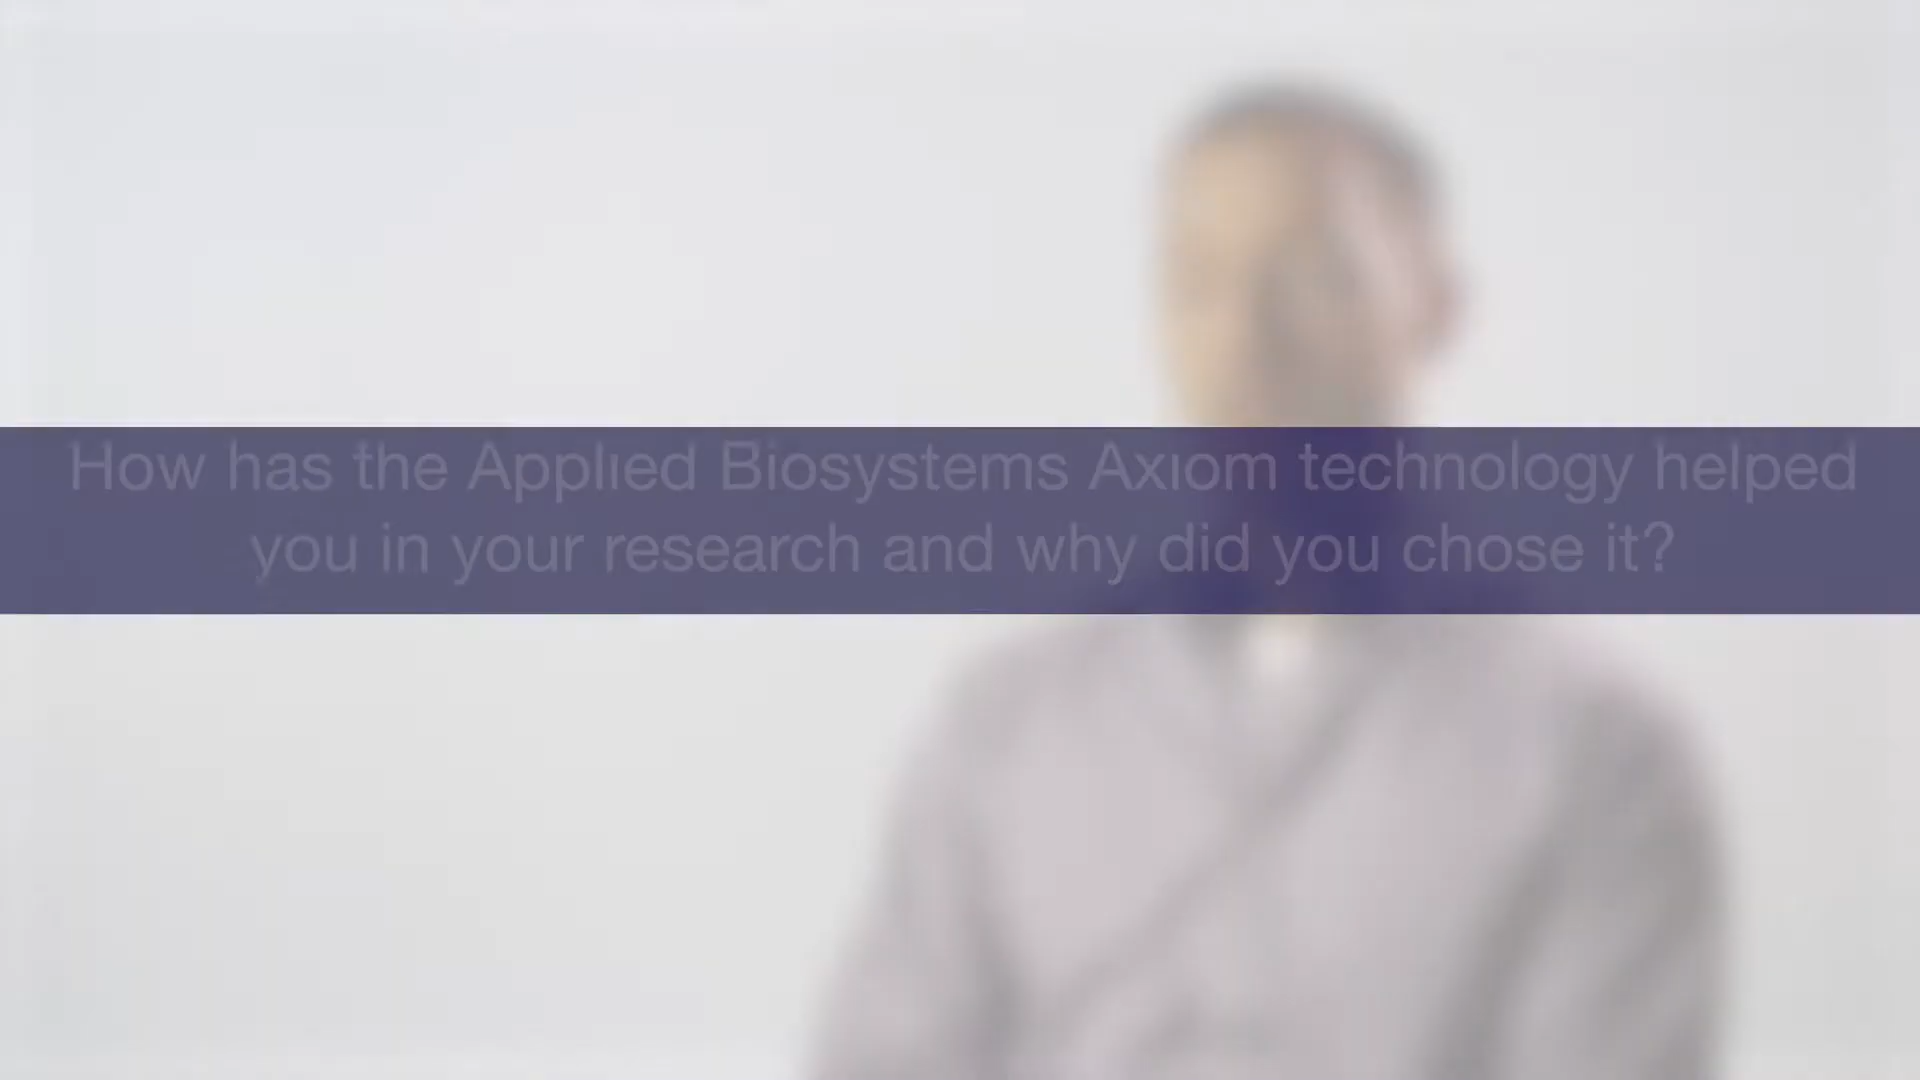 How has the Applied Biosystems Axiom technology helped
you in your research and why did you chose it?